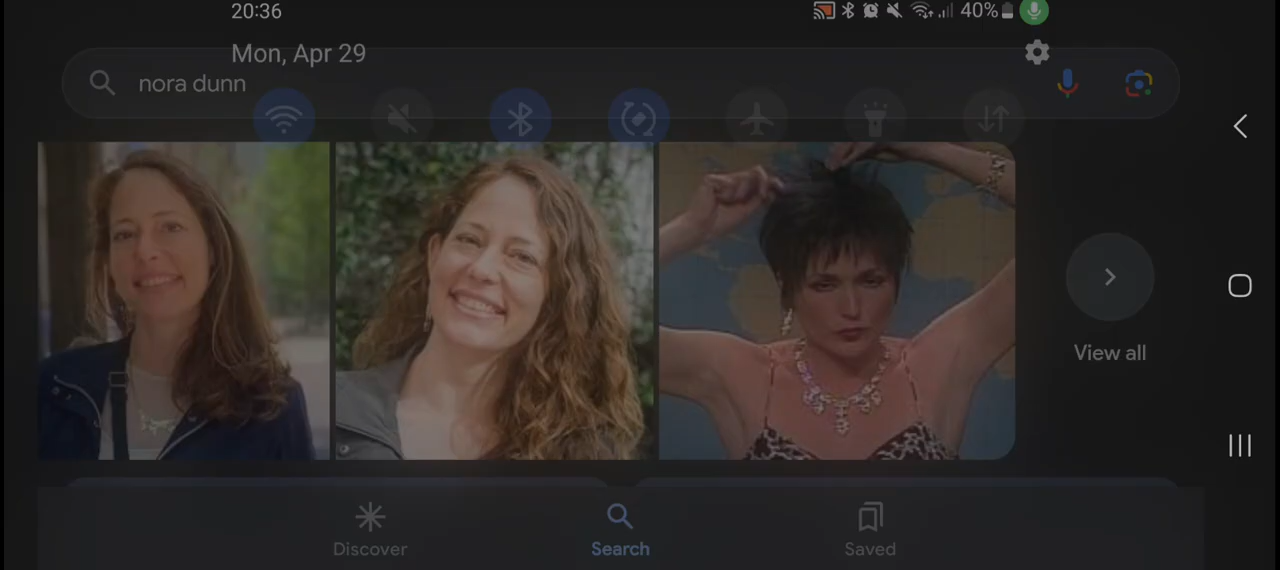 20:36
40%
Mon, Apr 29
nora dunn
View all
Discover
Search
Saved